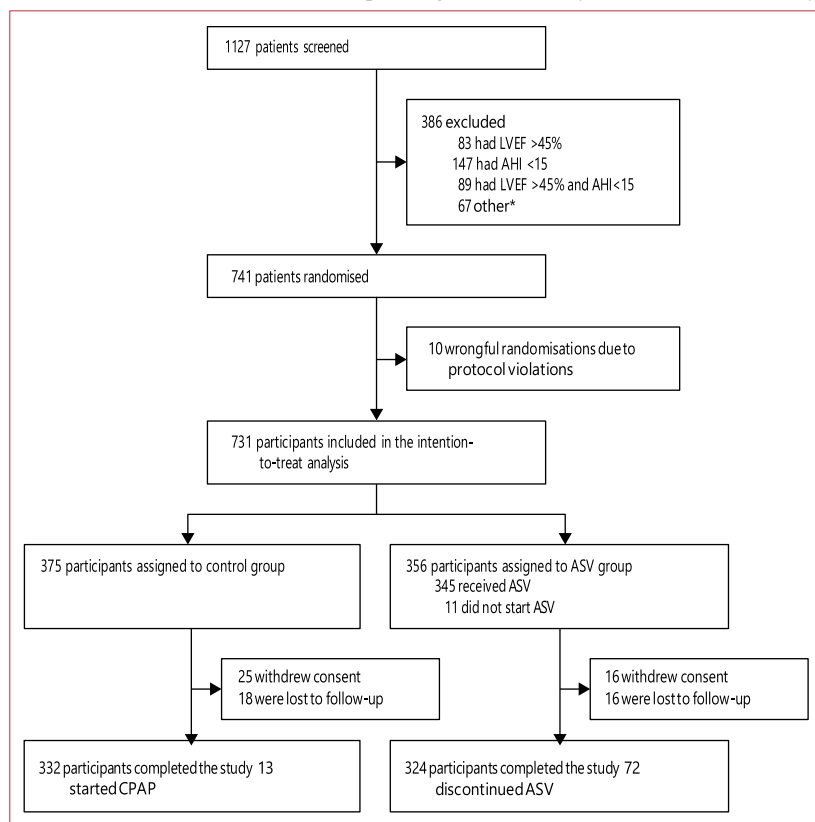 1127 patients screened
386 excluded
83 had LVEF >45%
147 had AHI <15
89 had LVEF >45% and AHI<15
67 other*
741 patients randomised
10 wrongful randomisations due to
protocol violations
731 participants included in the intention-
to-treat analysis
375 participants assigned to control group
356 participants assigned to ASV group
345 received ASV
11 did not start ASV
25 withdrew consent
18 were lost to follow-up
16 withdrew consent
16 were lost to follow-up
332 participants completed the study 13
started CPAP
324 participants completed the study 72
discontinued ASV